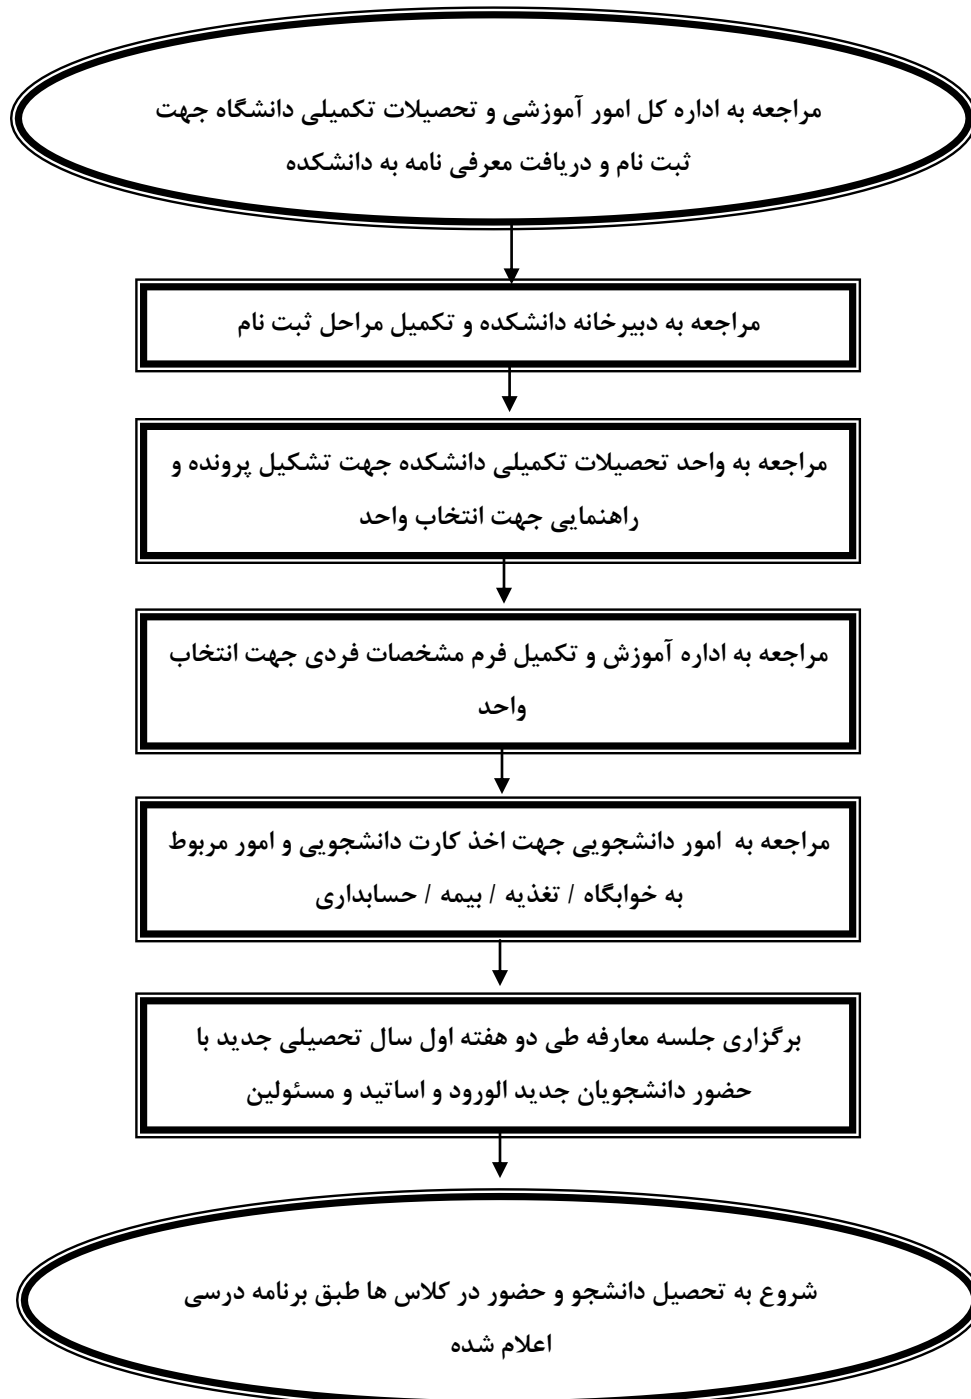 مراجعه به اداره کل امور آموزشی و تحصیلات تکمیلی دانشگاه جهت
ثبت نام و دریافت معرفی نامه به دانشکده
مراجعه به دبیرخانه دانشکده و تکمیل مراحل ثبت نام
مراجعه به واحد تحصیلات تکمیلی دانشکده جهت تشکیل پرونده و
راهنمایی جهت انتخاب واحد
مراجعه به اداره آموزش و تکمیل فرم مشخصات فردی جهت انتخاب
واحد
مراجعه به امور دانشجویی جهت اخذ کارت دانشجویی و امور مربوط
به خوابگاه / تغذیه / بیمه / حسابداری
برگزاری جلسه معارفه طی دو هفته اول سال تحصیلی جدید با
حضور دانشجویان جدید الورود و اساتید و مسئولین
شروع به تحصیل دانشجو و حضور در کلاس ها طبق برنامه درسی
اعلام شده